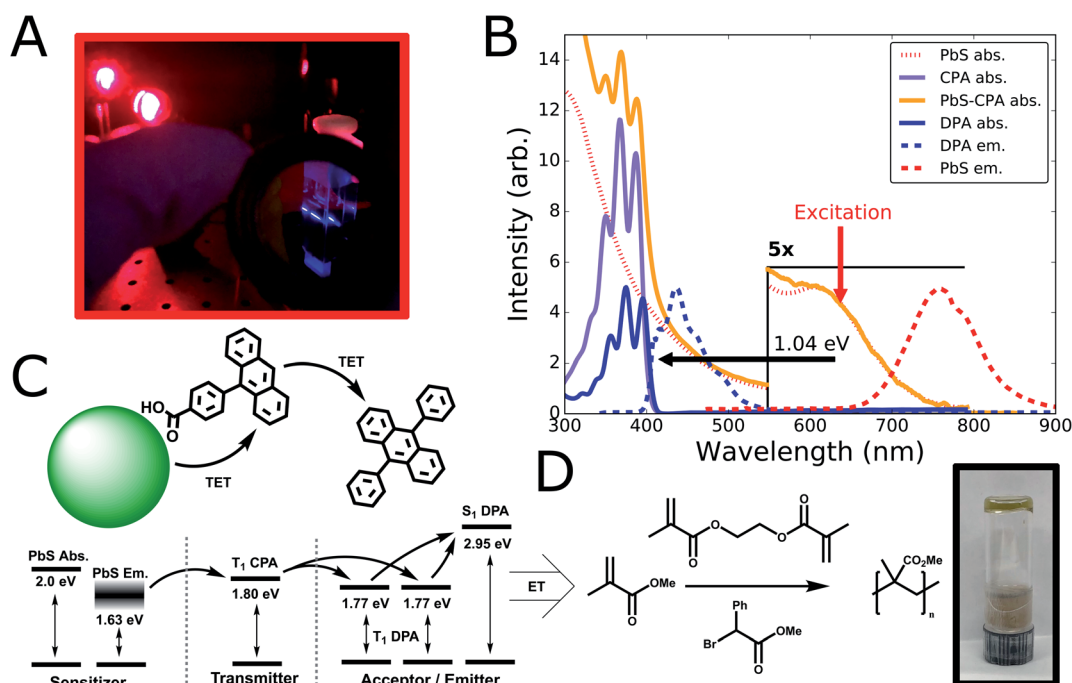 A
B
14
12
10
8
6
4
2
0
Intensity (arb.)
300 400 500 600 700 800 900
Wavelength (nm)
PbS abs.
CPA abs.
PbS-CPA abs.
DPA abs.
DPA em.
PbS em.
Excitation
5x
1.04 eV
C
HO
O
TET
TET
PbS Abs.
2.0 eV
PbS Em.
1.63 eV
Sensitizer
T1 CPA
1.80 eV
Transmitter
S1 DPA
2.95 eV
1.77 eV 1.77 eV
T1 DPA
Acceptor / Emitter
ET
D
O
O
O
O
OMe
O
Ph
Br
OMe
O
CO2Me
n